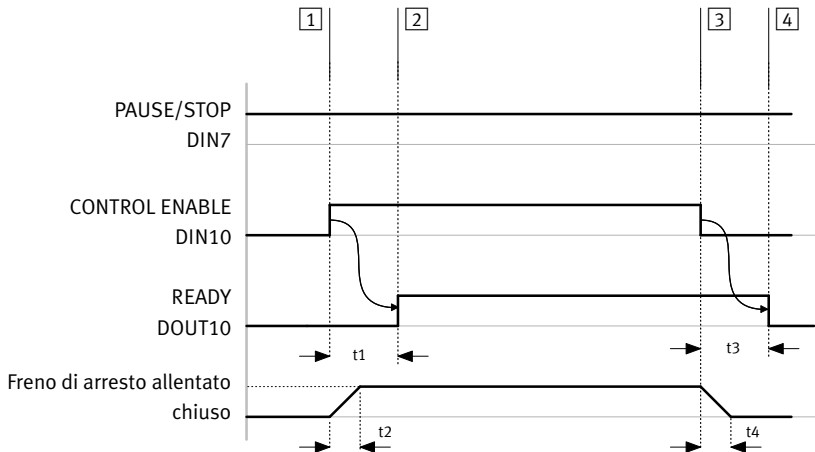 1 2 3 4
PAUSE/STOP
DIN7
CONTROL ENABLE
DIN10
READY
DOUT10
t1 t3
Freno di arresto allentato
chiuso
t2 t4